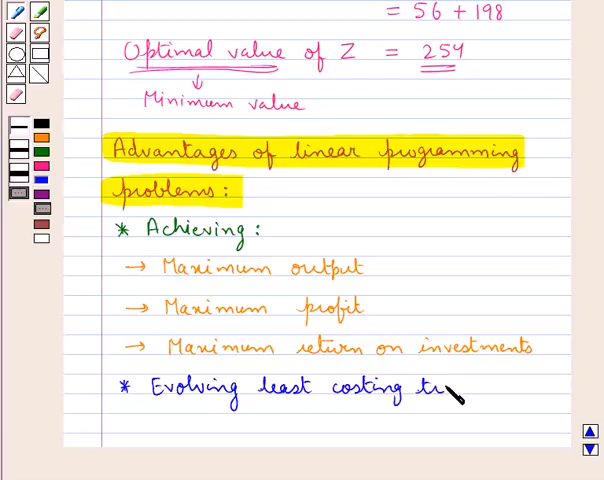 = 56 + 198
Optimal value of Z = 254
↓
Minimum value
Advantages of linear programming
problems:
* Achieving:
→ Maximum output
→ Maximum profit
→ Maximum return on investments
* Evolving least costing tr